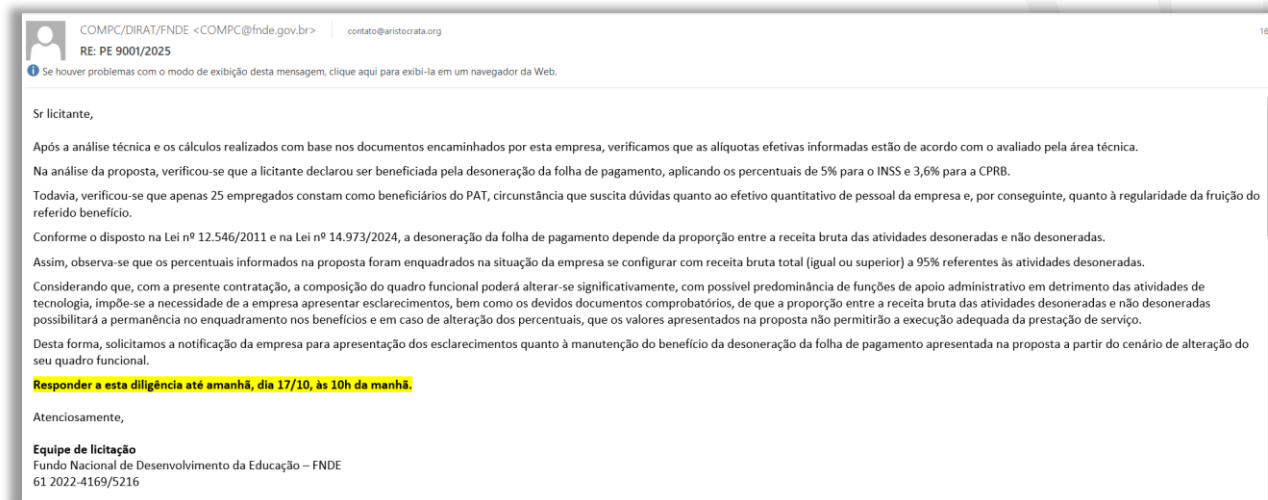 COMPC/DIRAT/FNDE <COMPC@fnde.gov.br> contato@aristocrata.org 16
RE: PE 9001/2025
Se houver problemas com o modo de exibição desta mensagem, clique aqui para exibi-la em um navegador da Web.
Sr licitante,
Após a análise técnica e os cálculos realizados com base nos documentos encaminhados por esta empresa, verificamos que as alíquotas efetivas informadas estão de acordo com o avaliado pela área técnica.
Na análise da proposta, verificou-se que a licitante declarou ser beneficiada pela desoneração da folha de pagamento, aplicando os percentuais de 5% para o INSS e 3,6% para a CPRB.
Todavia, verificou-se que apenas 25 empregados constam como beneficiários do PAT, circunstância que suscita dúvidas quanto ao efetivo quantitativo de pessoal da empresa e, por conseguinte, quanto à regularidade da fruição do
referido benefício.
Conforme o disposto na Lei nº 12.546/2011 e na Lei nº 14.973/2024, a desoneração da folha de pagamento depende da proporção entre a receita bruta das atividades desoneradas e não desoneradas.
Assim, observa-se que os percentuais informados na proposta foram enquadrados na situação da empresa se configurar com receita bruta total (igual ou superior) a 95% referentes às atividades desoneradas.
Considerando que, com a presente contratação, a composição do quadro funcional poderá alterar-se significativamente, com possível predominância de funções de apoio administrativo em detrimento das atividades de
tecnologia, impõe-se a necessidade de a empresa apresentar esclarecimentos, bem como os devidos documentos comprobatórios, de que a proporção entre a receita bruta das atividades desoneradas e não desoneradas
possibilitará a permanência no enquadramento nos benefícios e em caso de alteração dos percentuais, que os valores apresentados na proposta não permitirão a execução adequada da prestação de serviço.
Desta forma, solicitamos a notificação da empresa para apresentação dos esclarecimentos quanto à manutenção do benefício da desoneração da folha de pagamento apresentada na proposta a partir do cenário de alteração do
seu quadro funcional.
Responder a esta diligência até amanhã, dia 17/10, às 10h da manhã.
Atenciosamente,
Equipe de licitação
Fundo Nacional de Desenvolvimento da Educação – FNDE
61 2022-4169/5216